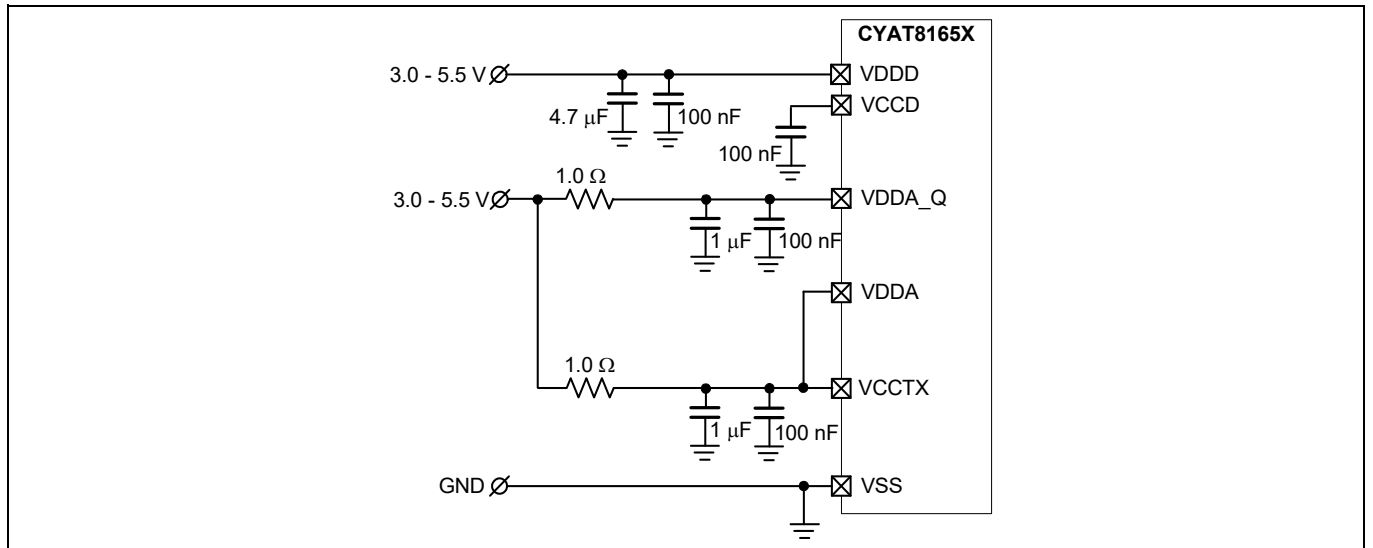 CYAT8165X
3.0 - 5.5 V
VDDD
4.7 μF
100 nF
VCCD
100 nF
1.0 Ω
3.0 - 5.5 V
VDDA_Q
1 μF
100 nF
VDDA
1.0 Ω
VCCTX
1 μF
100 nF
GND
VSS